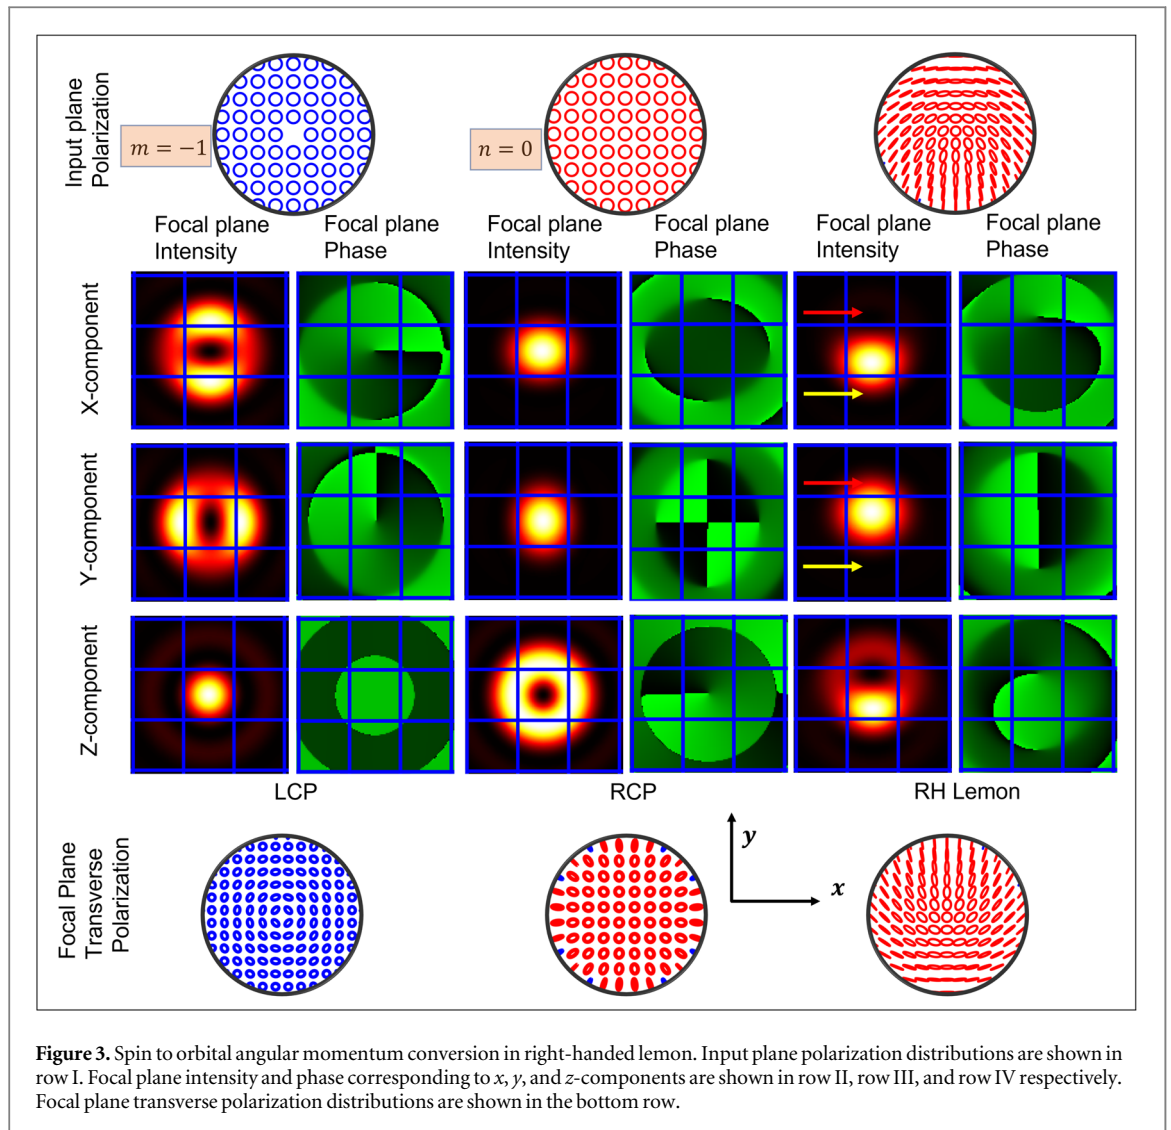 Input plane
Polarization
m = −1
n = 0
Focal plane
Intensity
Focal plane
Phase
Focal plane
Intensity
Focal plane
Phase
Focal plane
Intensity
Focal plane
Phase
X-component
Y-component
Z-component
LCP
RCP
RH Lemon
Focal Plane
Transverse
Polarization
y
x
Figure 3. Spin to orbital angular momentum conversion in right-handed lemon. Input plane polarization distributions are shown in
row I. Focal plane intensity and phase corresponding to x, y, and z-components are shown in row II, row III, and row IV respectively.
Focal plane transverse polarization distributions are shown in the bottom row.